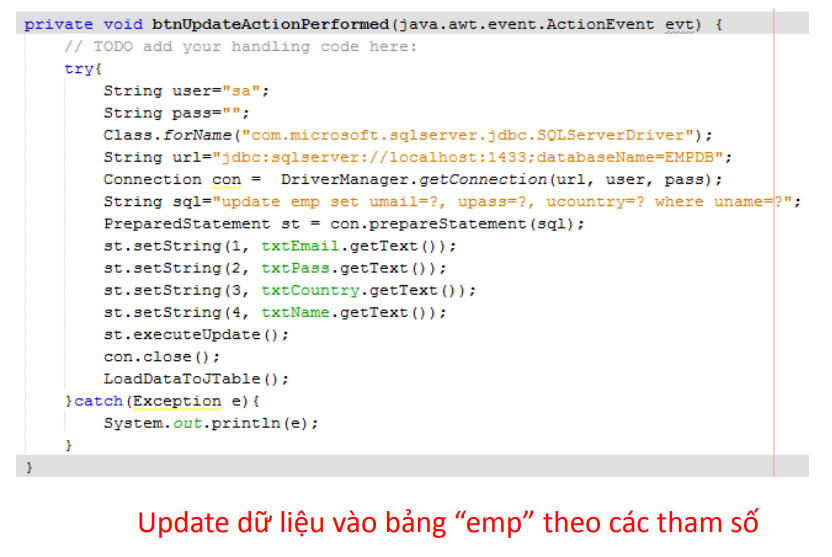 private void btnUpdateActionPerformed(java.awt.event.ActionEvent evt) {
// TODO add your handling code here:
try{
String user="sa";
String pass="";
Class.forName("com.microsoft.sqlserver.jdbc.SQLServerDriver");
String url="jdbc:sqlserver://localhost:1433;databaseName=EMPDB";
Connection con =  DriverManager.getConnection(url, user, pass);
String sql="update emp set umail=?, upass=?, ucountry=? where uname=?";
PreparedStatement st = con.prepareStatement(sql);
st.setString(1, txtEmail.getText());
st.setString(2, txtPass.getText());
st.setString(3, txtCountry.getText());
st.setString(4, txtName.getText());
st.executeUpdate();
con.close();
LoadDataToJTable();
}catch(Exception e){
System.out.println(e);
}
}
Update dữ liệu vào bảng “emp” theo các tham số